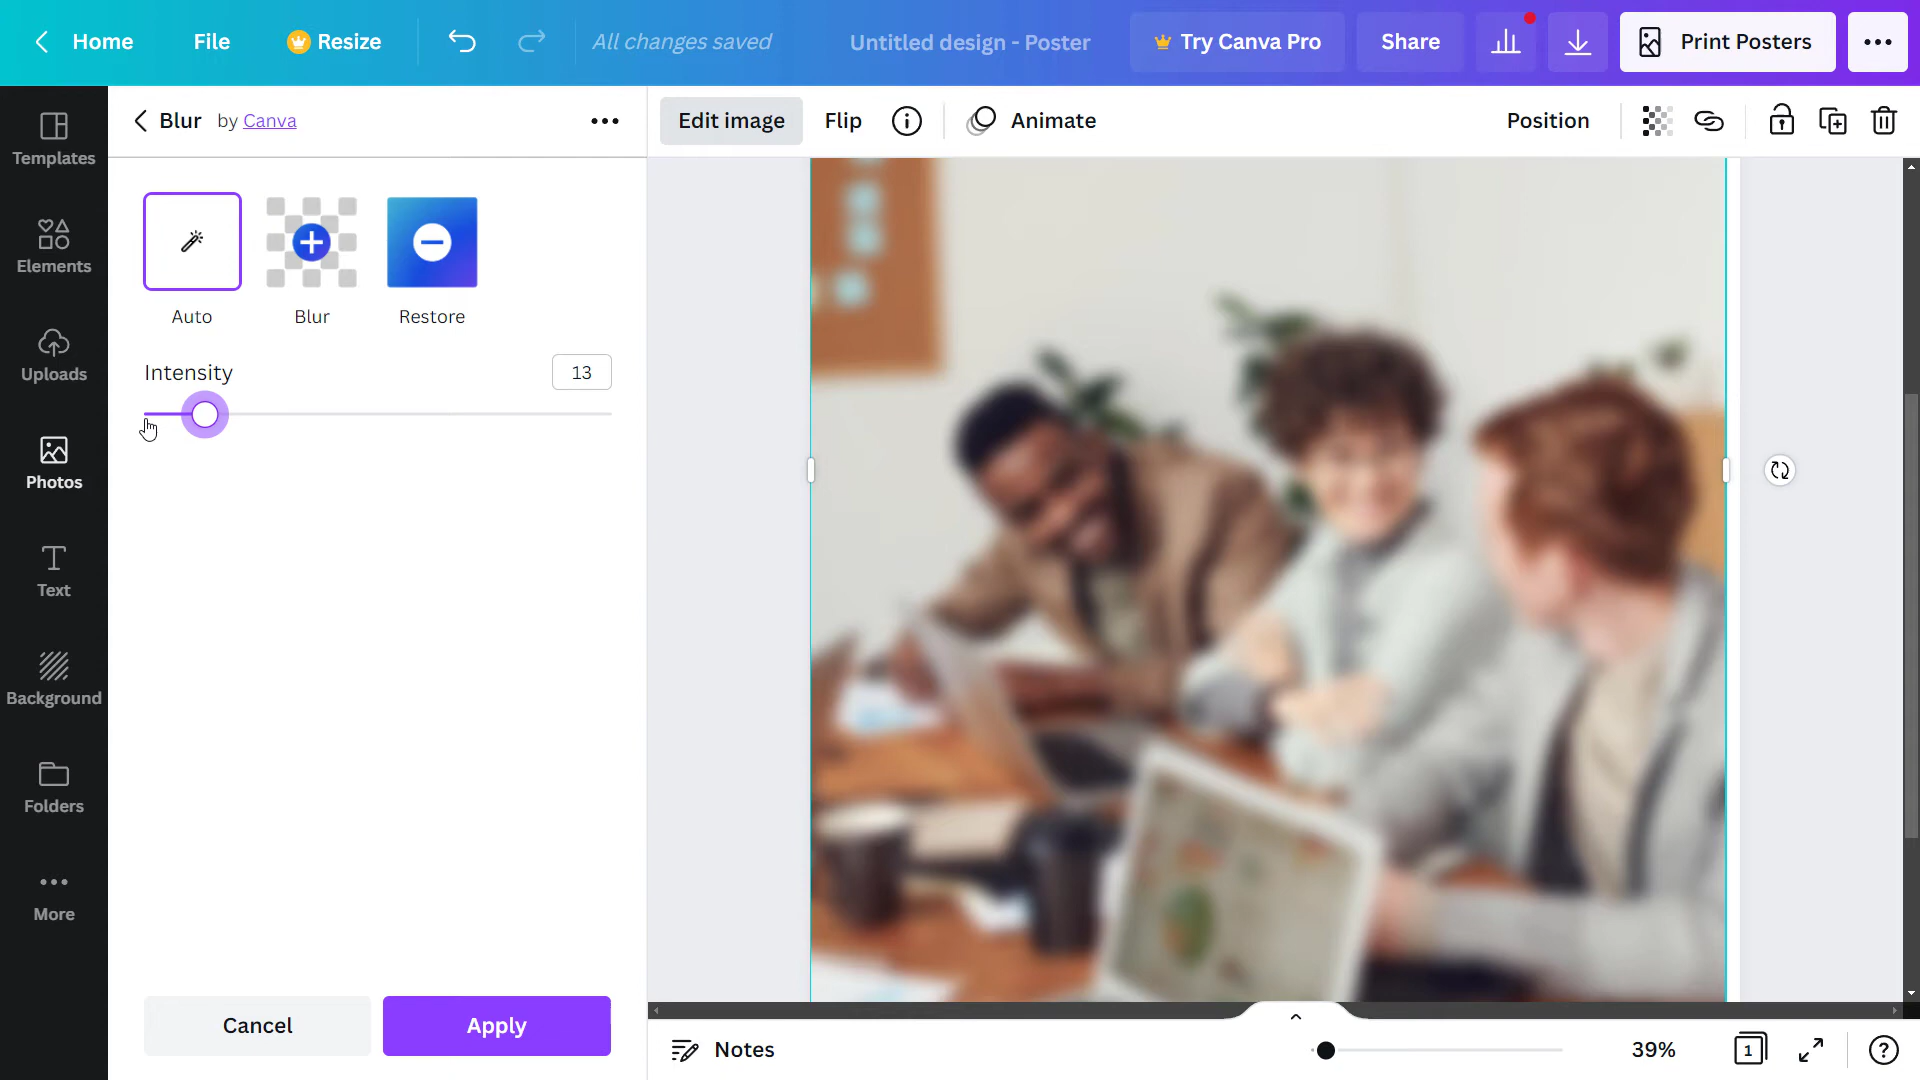 Home
File
Resize
All changes saved
Untitled design - Poster
Try Canva Pro
Share
Print Posters
Blur by Canva
Edit image
Flip
Animate
Position
Templates
Elements
Uploads
Photos
Text
Background
Folders
More
Auto
Blur
Restore
Intensity
13
Cancel
Apply
Notes
39%
1